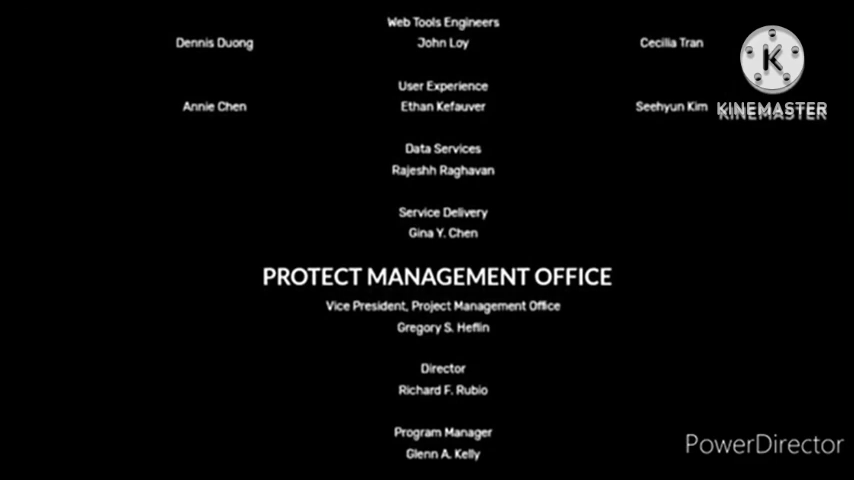 Web Tools Engineers
Dennis Duong John Loy Cecilia Tran
User Experience
Annie Chen Ethan Kefauver Seehyun Kim
K
KINEMASTER
Data Services
Rajeshh Raghavan
Service Delivery
Gina Y. Chen
PROTECT MANAGEMENT OFFICE
Vice President, Project Management Office
Gregory S. Heflin
Director
Richard F. Rubio
Program Manager
Glenn A. Kelly
PowerDirector